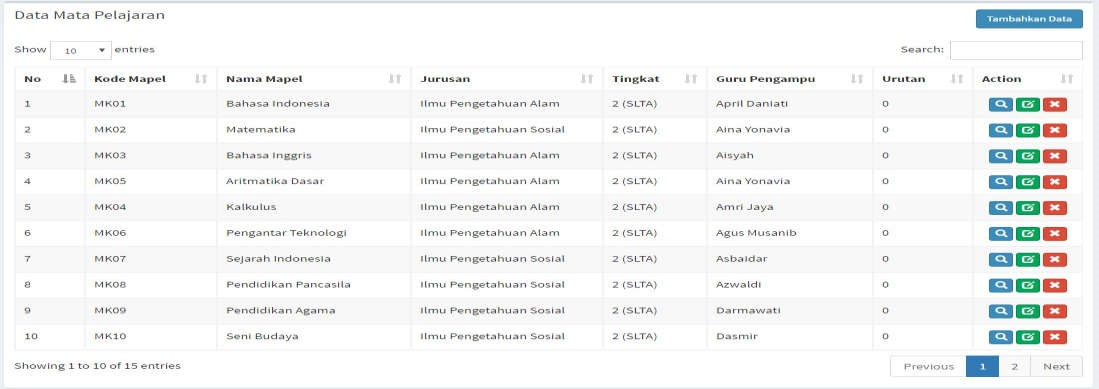 Data Mata Pelajaran
Tambahkan Data
Show 10 entries
Search:
No Kode Mapel Nama Mapel Jurusan Tingkat Guru Pengampu Urutan Action
1 MK01 Bahasa Indonesia Ilmu Pengetahuan Alam 2 (SLTA) April Daniati 0
2 MK02 Matematika Ilmu Pengetahuan Sosial 2 (SLTA) Aina Yonavia 0
3 MK03 Bahasa Inggris Ilmu Pengetahuan Alam 2 (SLTA) Aisyah 0
4 MK05 Aritmatika Dasar Ilmu Pengetahuan Alam 2 (SLTA) Aina Yonavia 0
5 MK04 Kalkulus Ilmu Pengetahuan Alam 2 (SLTA) Amri Jaya 0
6 MK06 Pengantar Teknologi Ilmu Pengetahuan Alam 2 (SLTA) Agus Musanib 0
7 MK07 Sejarah Indonesia Ilmu Pengetahuan Sosial 2 (SLTA) Asbaidar 0
8 MK08 Pendidikan Pancasila Ilmu Pengetahuan Sosial 2 (SLTA) Azwaldi 0
9 MK09 Pendidikan Agama Ilmu Pengetahuan Sosial 2 (SLTA) Darmawati 0
10 MK10 Seni Budaya Ilmu Pengetahuan Sosial 2 (SLTA) Dasmir 0
Showing 1 to 10 of 15 entries
Previous 1 2 Next